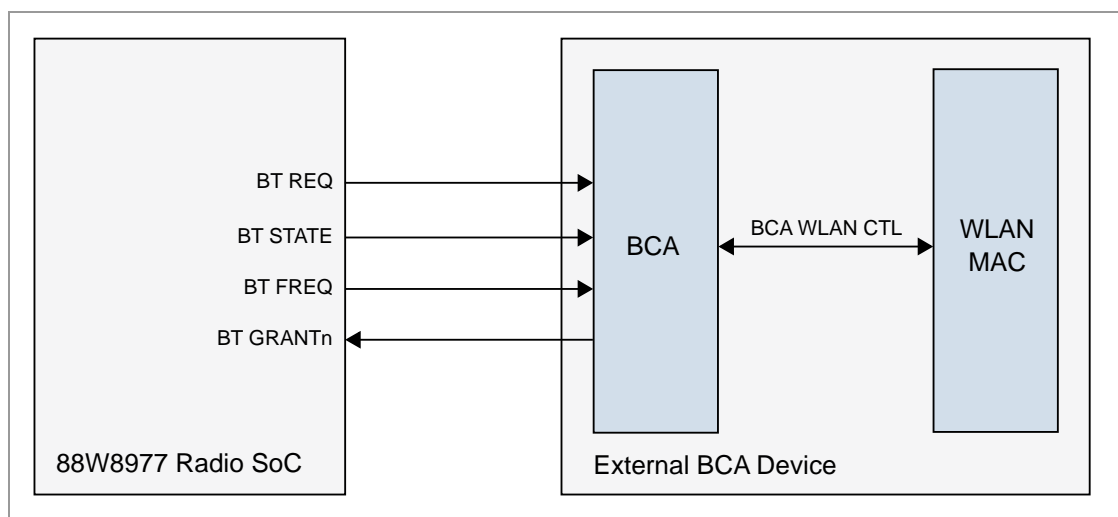 BT REQ
BT STATE
BT FREQ
BT GRANTn
88W8977 Radio SoC
BCA
BCA WLAN CTL
WLAN
MAC
External BCA Device